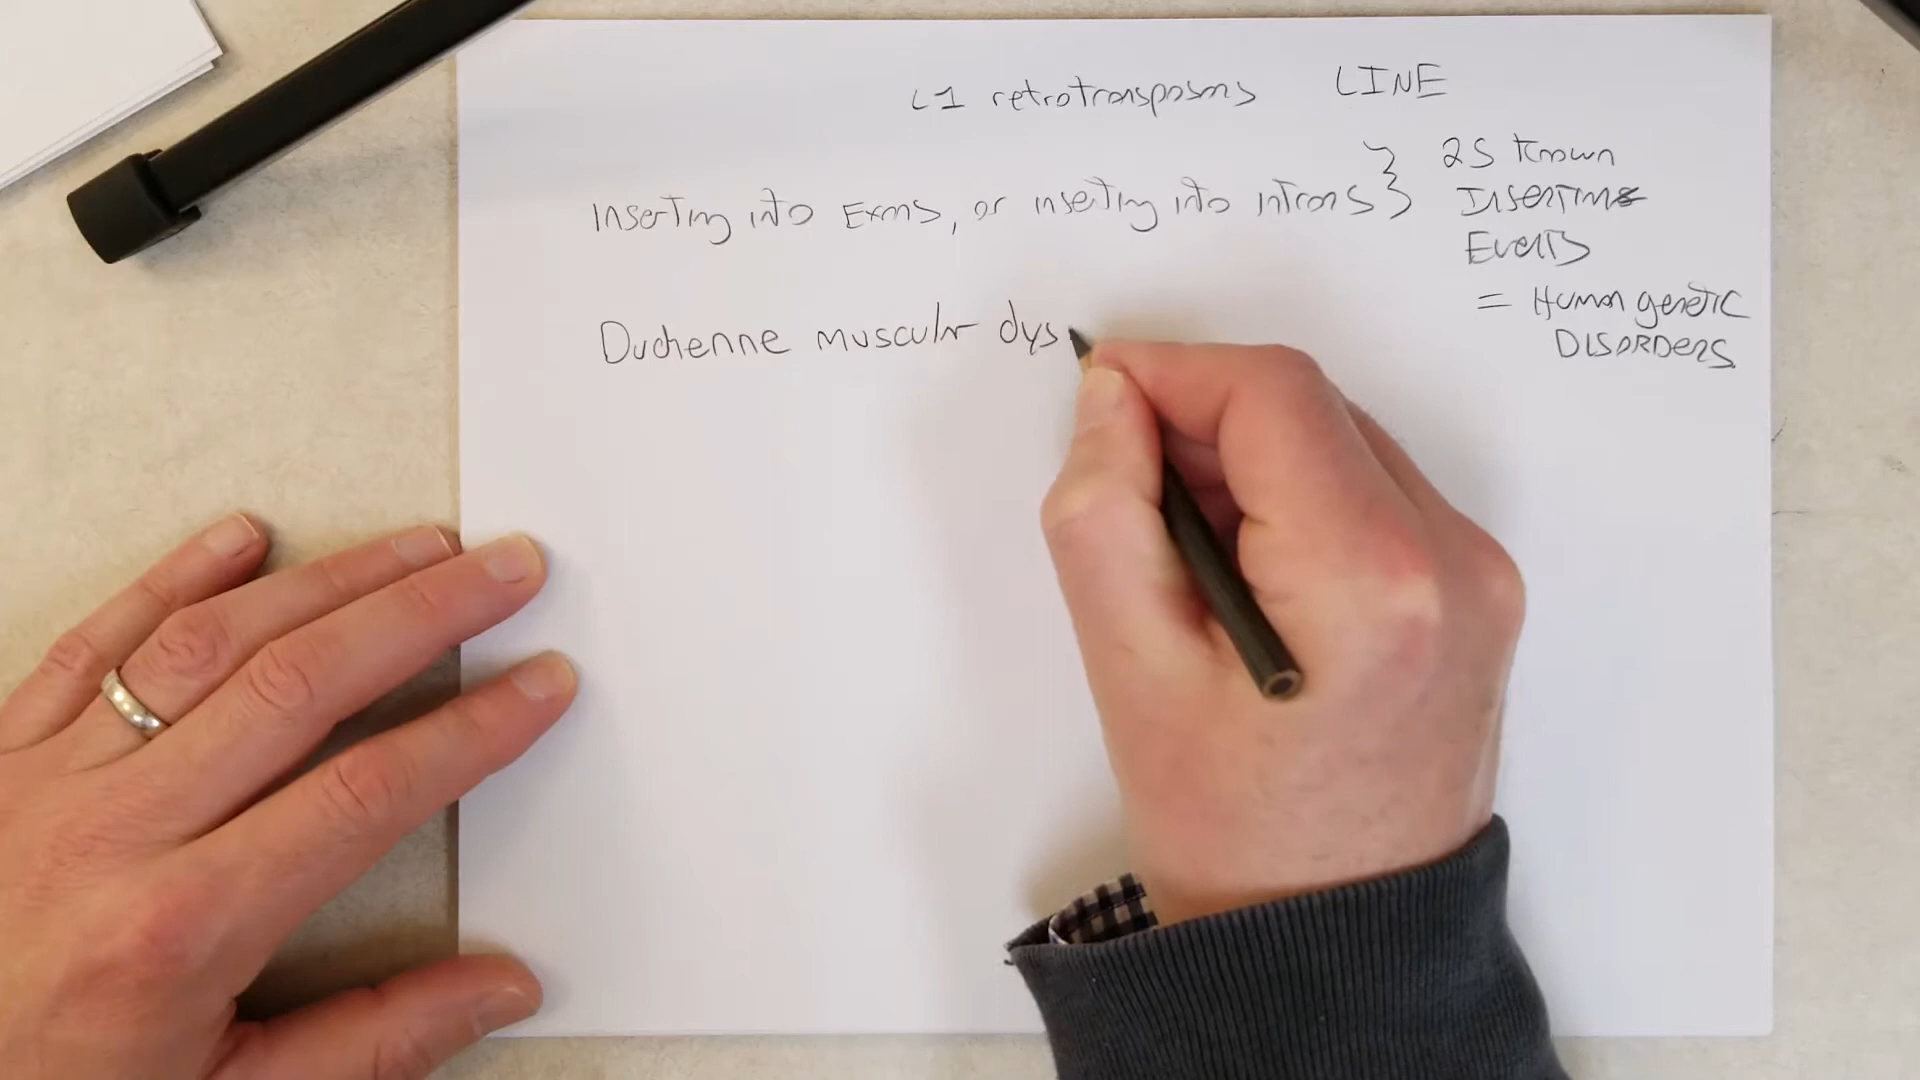 L1 retrotransposons LINE
Inserting into Exons, or inserting into introns } 25 known
Insertion
Events
= Human genetic
DISORDERS
Duchenne muscular dys